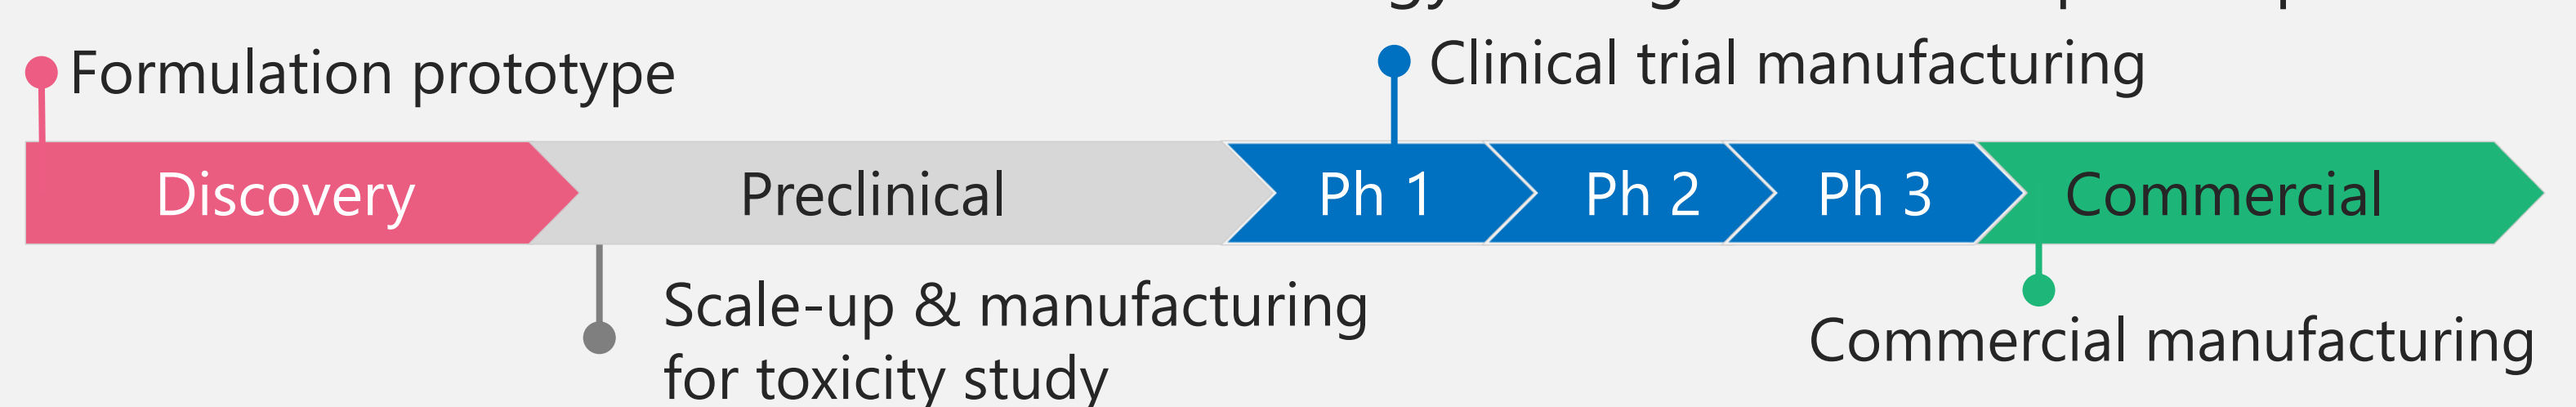 Formulation prototype
Clinical trial manufacturing
Discovery
Preclinical
Ph 1
Ph 2
Ph 3
Commercial
Scale-up & manufacturing
for toxicity study
Commercial manufacturing